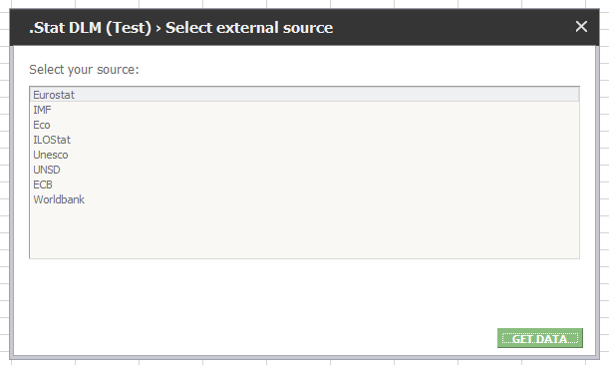 .Stat DLM (Test) › Select external source
Select your source:
Eurostat
IMF
Eco
ILOStat
Unesco
UNSD
ECB
Worldbank
GET DATA